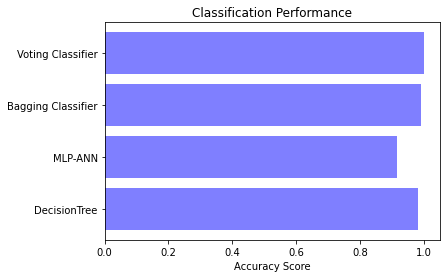 Classification Performance
Voting Classifier
Bagging Classifier
MLP-ANN
DecisionTree
0.0 0.2 0.4 0.6 0.8 1.0
Accuracy Score